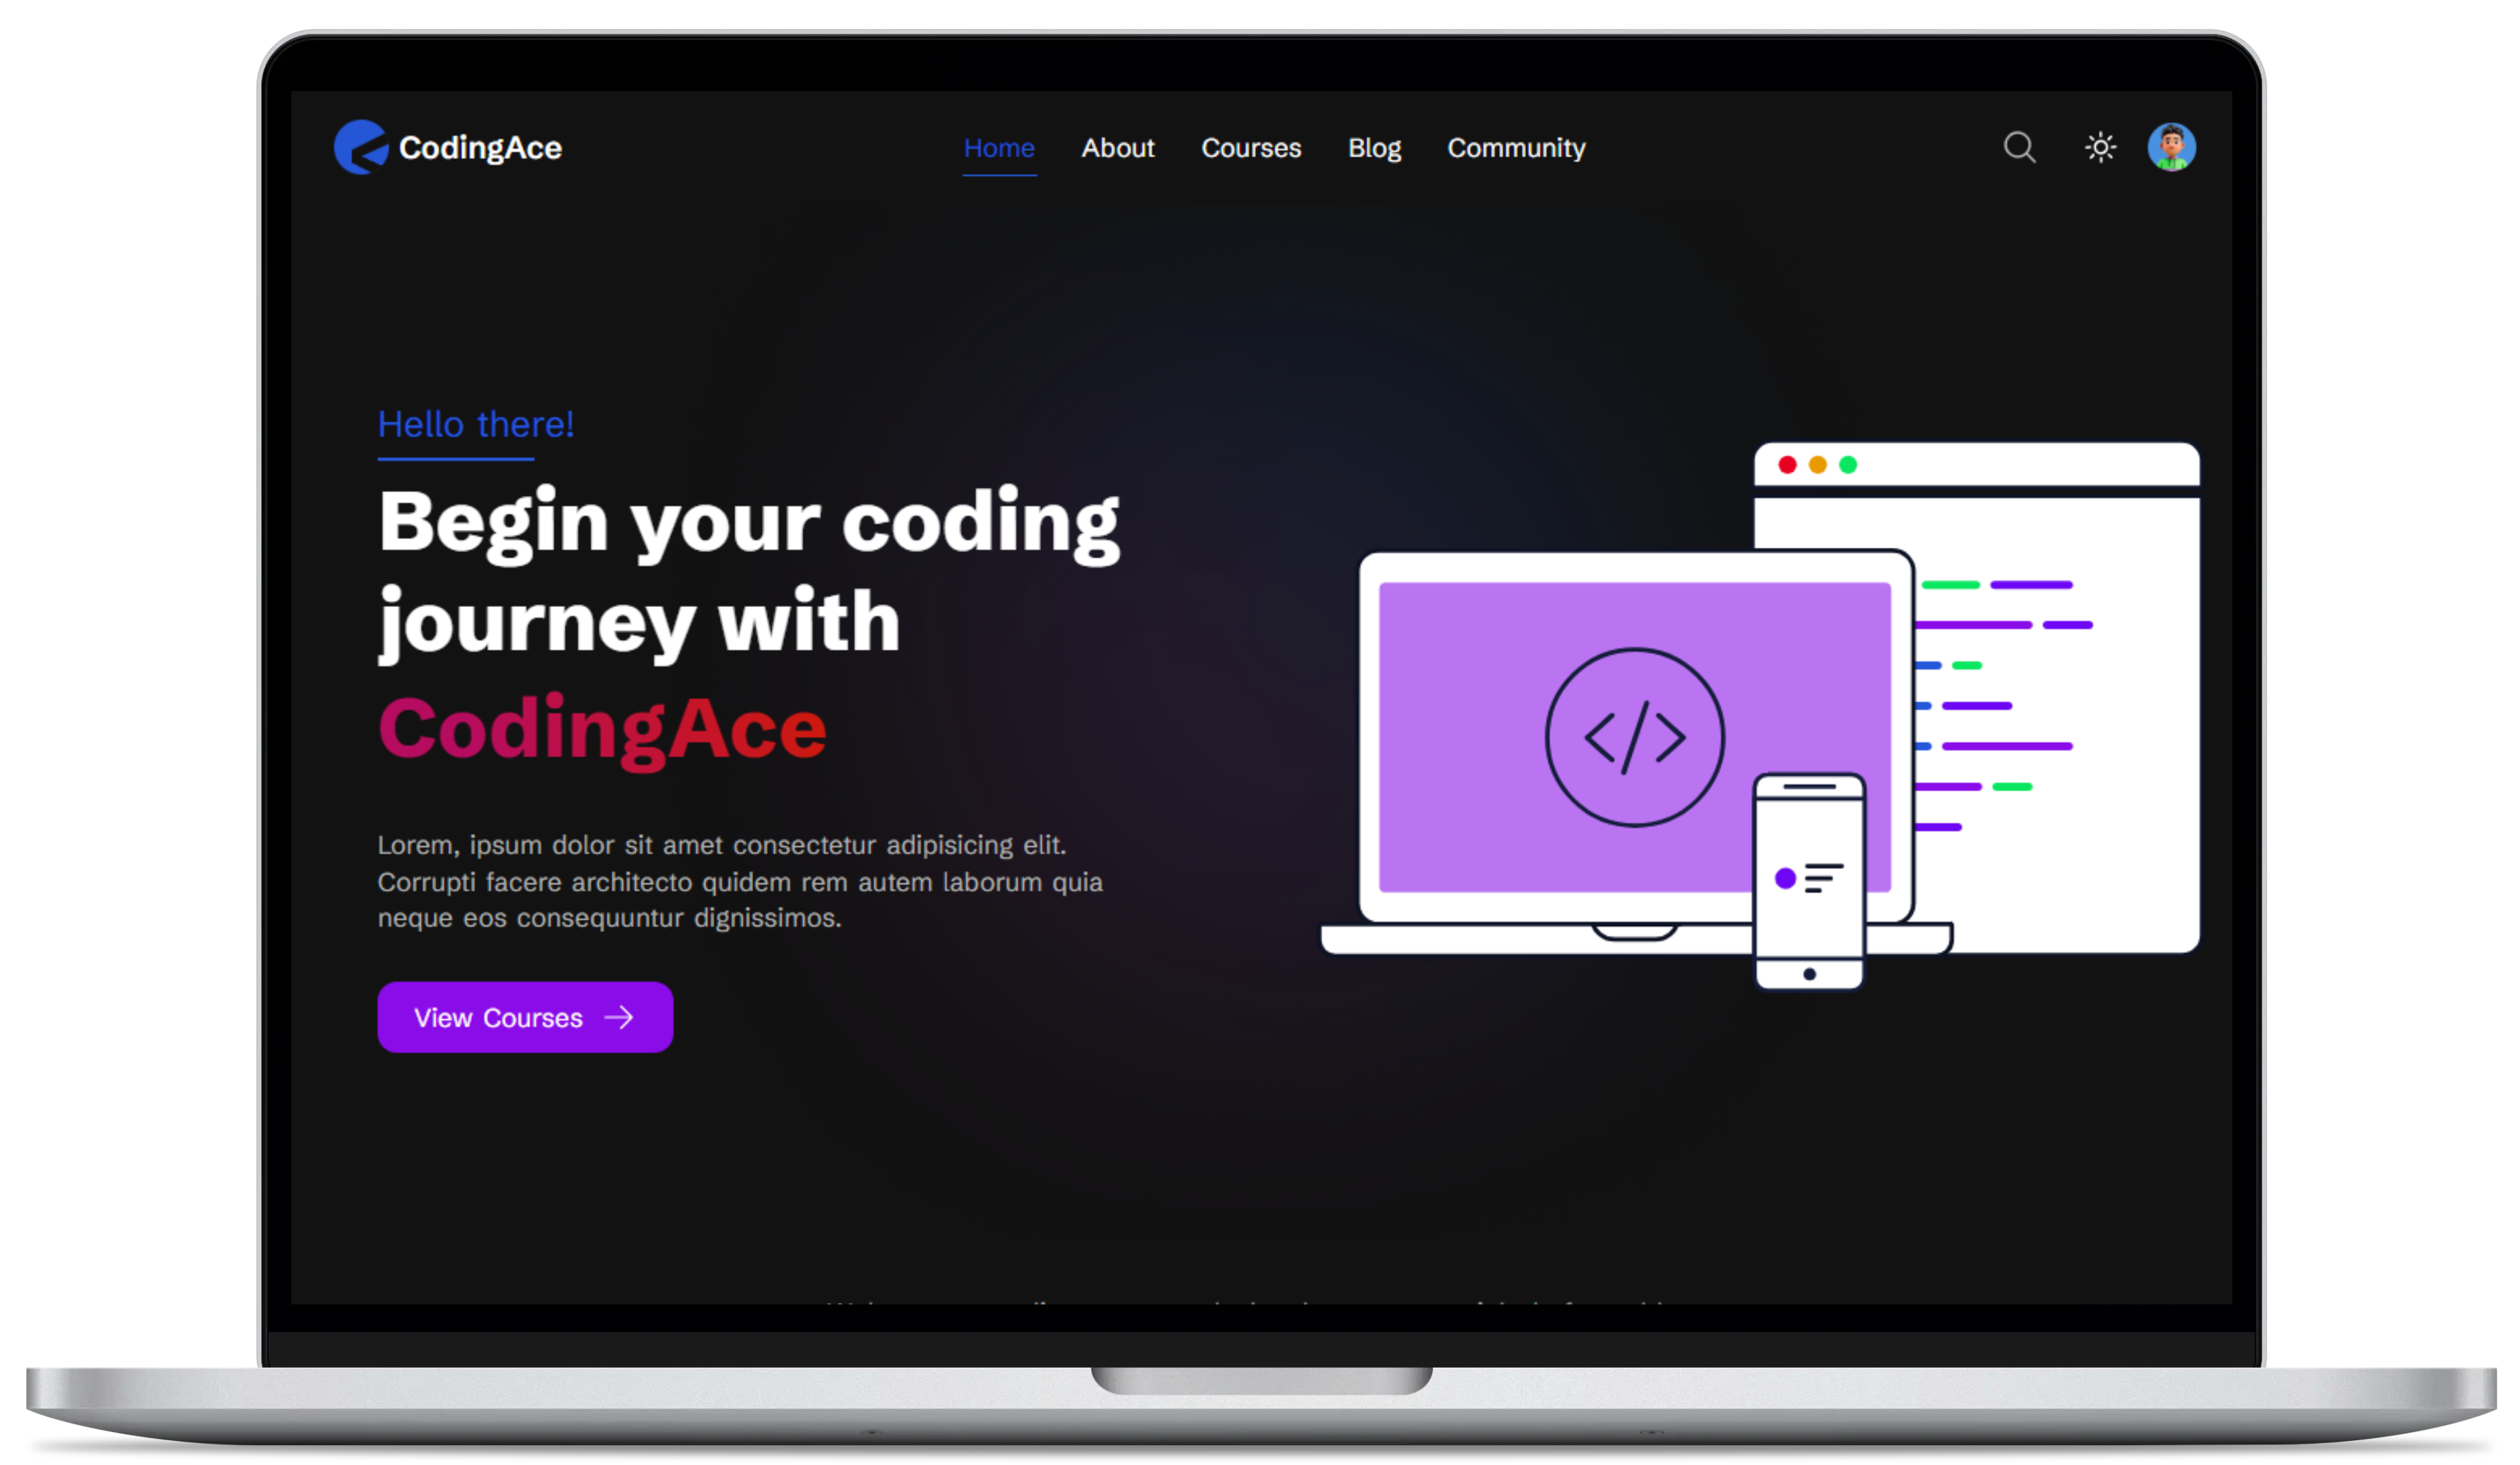 CodingAce
Home About Courses Blog Community
Hello there!
Begin your coding
journey with
CodingAce
Lorem, ipsum dolor sit amet consectetur adipisicing elit.
Corrupti facere architecto quidem rem autem laborum quia
neque eos consequuntur dignissimos.
View Courses